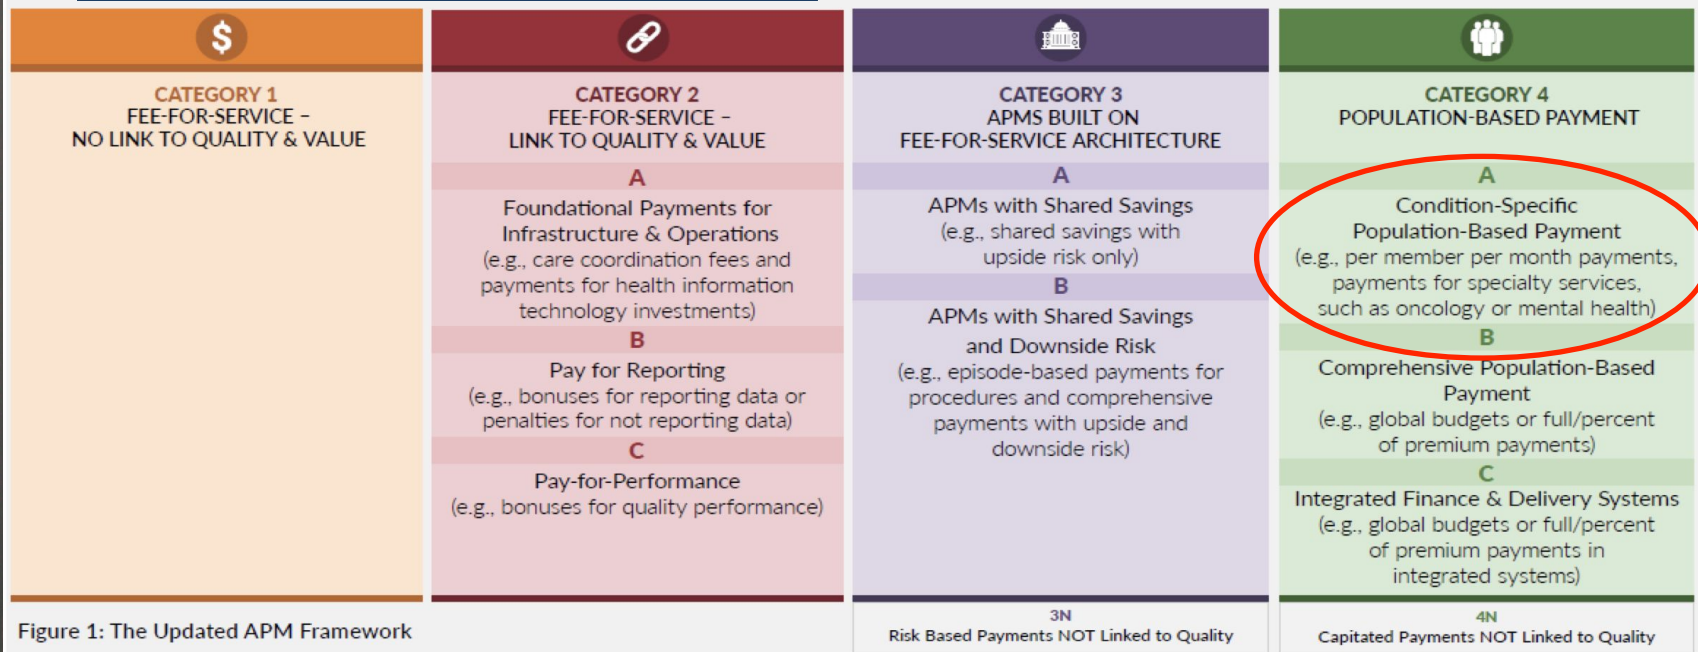 $
CATEGORY 1
FEE-FOR-SERVICE –
NO LINK TO QUALITY & VALUE
CATEGORY 2
FEE-FOR-SERVICE –
LINK TO QUALITY & VALUE
A
Foundational Payments for
Infrastructure & Operations
(e.g., care coordination fees and
payments for health information
technology investments)
B
Pay for Reporting
(e.g., bonuses for reporting data or
penalties for not reporting data)
C
Pay-for-Performance
(e.g., bonuses for quality performance)
CATEGORY 3
APMS BUILT ON
FEE-FOR-SERVICE ARCHITECTURE
A
APMs with Shared Savings
(e.g., shared savings with
upside risk only)
B
APMs with Shared Savings
and Downside Risk
(e.g., episode-based payments for
procedures and comprehensive
payments with upside and
downside risk)
3N
Risk Based Payments NOT Linked to Quality
CATEGORY 4
POPULATION-BASED PAYMENT
A
Condition-Specific
Population-Based Payment
(e.g., per member per month payments,
payments for specialty services,
such as oncology or mental health)
B
Comprehensive Population-Based
Payment
(e.g., global budgets or full/percent
of premium payments)
C
Integrated Finance & Delivery Systems
(e.g., global budgets or full/percent
of premium payments in
integrated systems)
4N
Capitated Payments NOT Linked to Quality
Figure 1: The Updated APM Framework